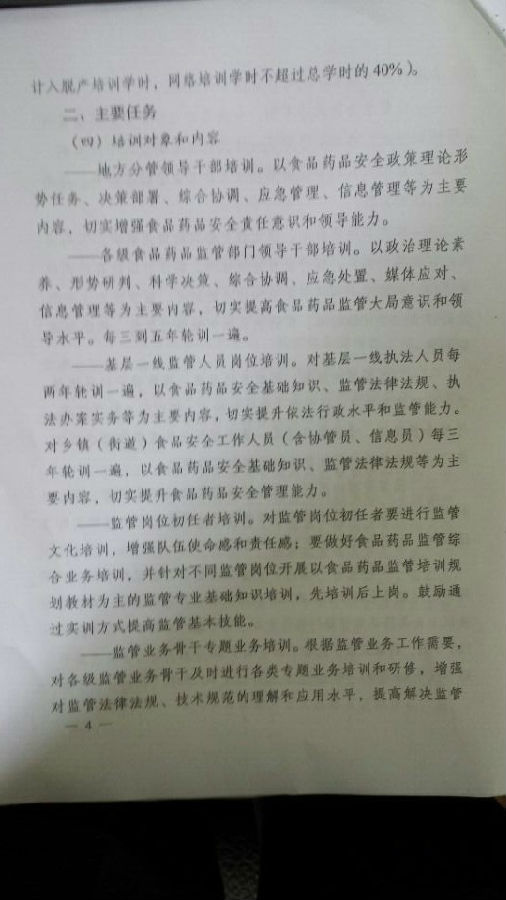 计入脱产培训学时，网络培训学时不超过总学时的40%）。
二、主要任务
（四）培训对象和内容
——地方分管领导干部培训。以食品药品安全政策理论形
势任务、决策部署、综合协调、应急管理、信息管理等为主要
内容，切实增强食品药品安全责任意识和领导能力。
——各级食品药品监管部门领导干部培训。以政治理论素
养、形势研判、科学决策、综合协调、应急处置、媒体应对、
信息管理等为主要内容，切实提高食品药品监管大局意识和领
导水平。每三到五年轮训一遍。
——基层一线监管人员岗位培训。对基层一线执法人员每
两年轮训一遍，以食品药品安全基础知识、监管法律法规、执
法办案实务等为主要内容，切实提升依法行政水平和监管能力。
对乡镇（街道）食品安全工作人员（含协管员、信息员）每三
年轮训一遍，以食品药品安全基础知识、监管法律法规等为主
要内容，切实提升食品药品安全管理能力。
——监管岗位初任者培训。对监管岗位初任者要进行监管
文化培训，增强队伍使命感和责任感；要做好食品药品监管综
合业务培训，并针对不同监管岗位开展以食品药品监管培训规
划教材为主的监管专业基础知识培训，先培训后上岗。鼓励通
过实训方式提高监管基本技能。
——监管业务骨干专题业务培训。根据监管业务工作需要，
对各级监管业务骨干及时进行各类专题业务培训和研修，增强
对监管法律法规、技术规范的理解和应用水平，提高解决监管
— 4 —